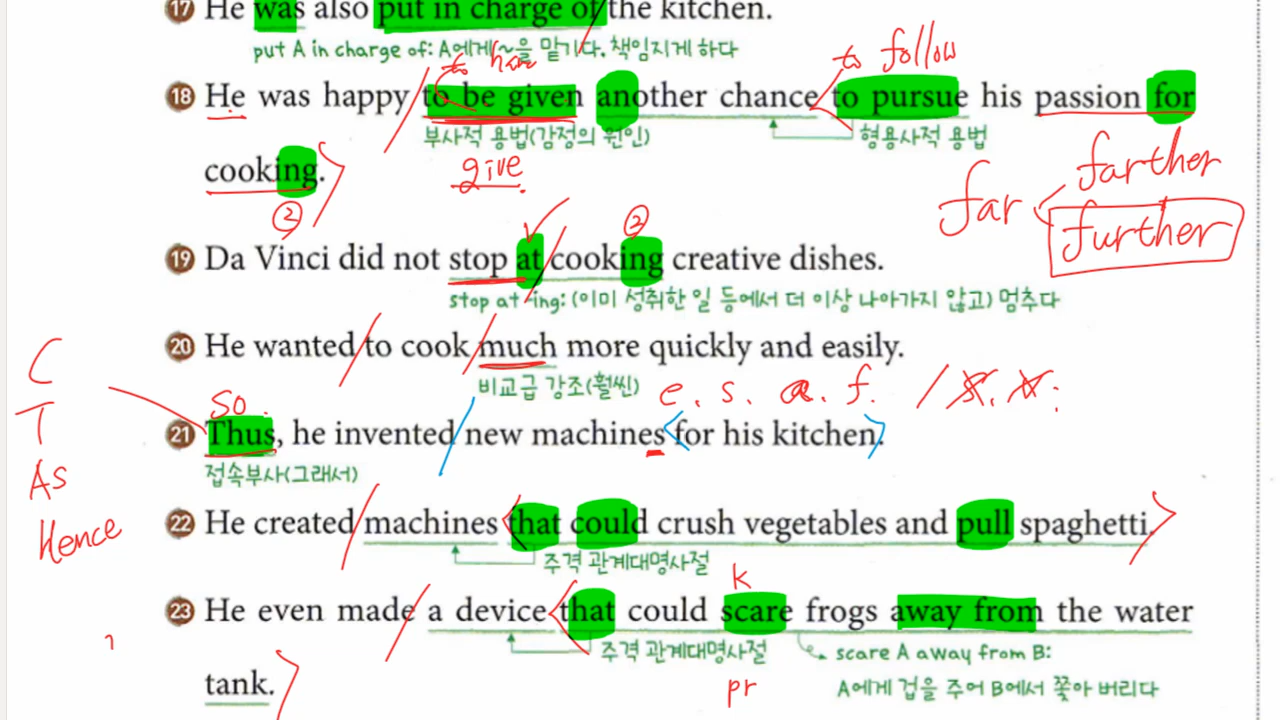 17 He was also put in charge of the kitchen.
put A in charge of: A에게 ~을 맡기다. 책임지게 하다
to have
to follow
18 He was happy to be given another chance to pursue his passion for
부사적 용법(감정의 원인)
형용사적 용법
cooking.
give
②
far
farther
further
②
19 Da Vinci did not stop at cooking creative dishes.
stop at -ing: (이미 성취한 일 등에서 더 이상 나아가지 않고) 멈추다
20 He wanted to cook much more quickly and easily.
비교급 강조(훨씬)
e. s. a. f.
So
C
T
As
Hence
21 Thus, he invented new machines for his kitchen.
접속부사(그래서)
22 He created machines that could crush vegetables and pull spaghetti.
주격 관계대명사절
k
23 He even made a device that could scare frogs away from the water
주격 관계대명사절
scare A away from B:
tank.
pr
A에게 겁을 주어 B에서 쫓아 버리다